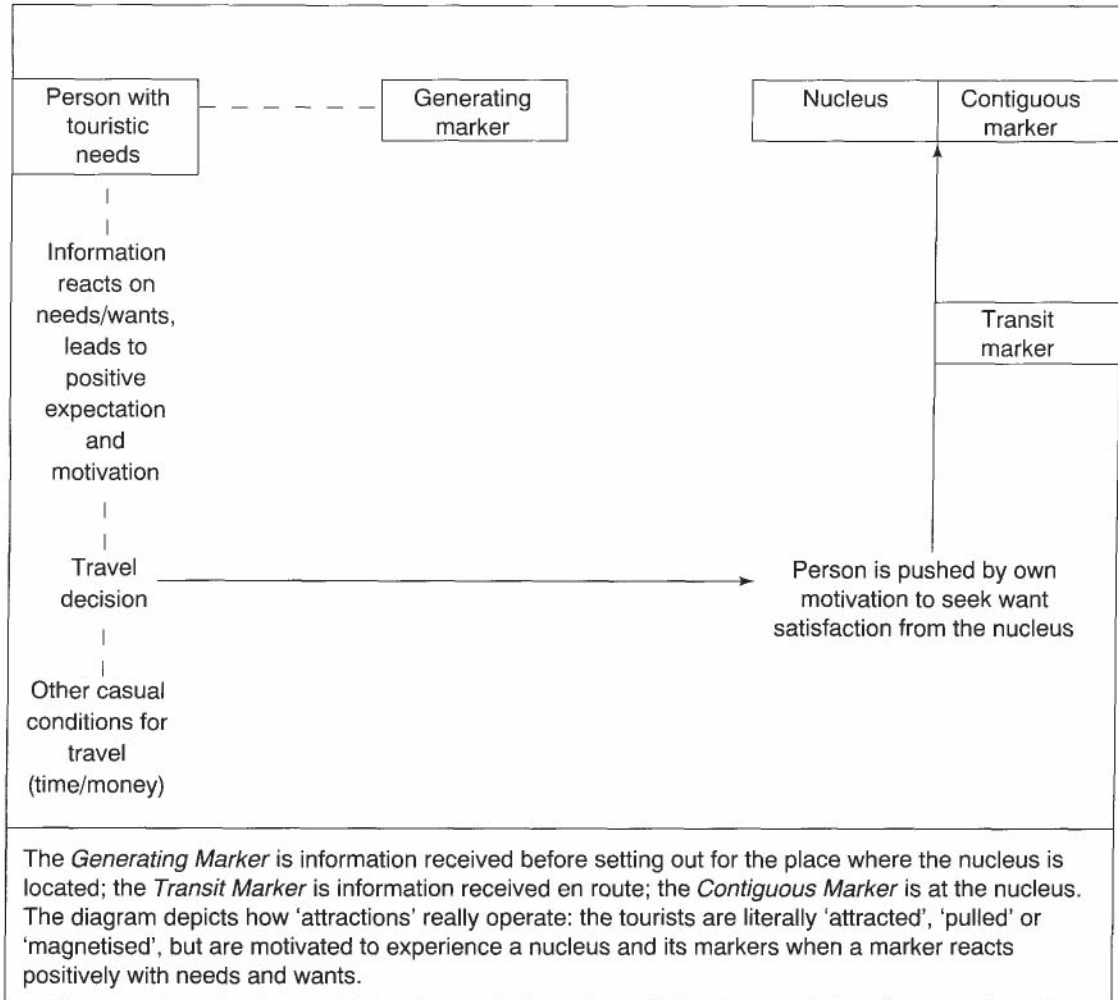 Person with
touristic
needs
Generating
marker
Nucleus
Contiguous
marker
Information
reacts on
needs/wants,
leads to
positive
expectation
and
motivation
Transit
marker
Travel
decision
Person is pushed by own
motivation to seek want
satisfaction from the nucleus
Other casual
conditions for
travel
(time/money)
The Generating Marker is information received before setting out for the place where the nucleus is
located; the Transit Marker is information received en route; the Contiguous Marker is at the nucleus.
The diagram depicts how 'attractions' really operate: the tourists are literally 'attracted', 'pulled' or
'magnetised', but are motivated to experience a nucleus and its markers when a marker reacts
positively with needs and wants.